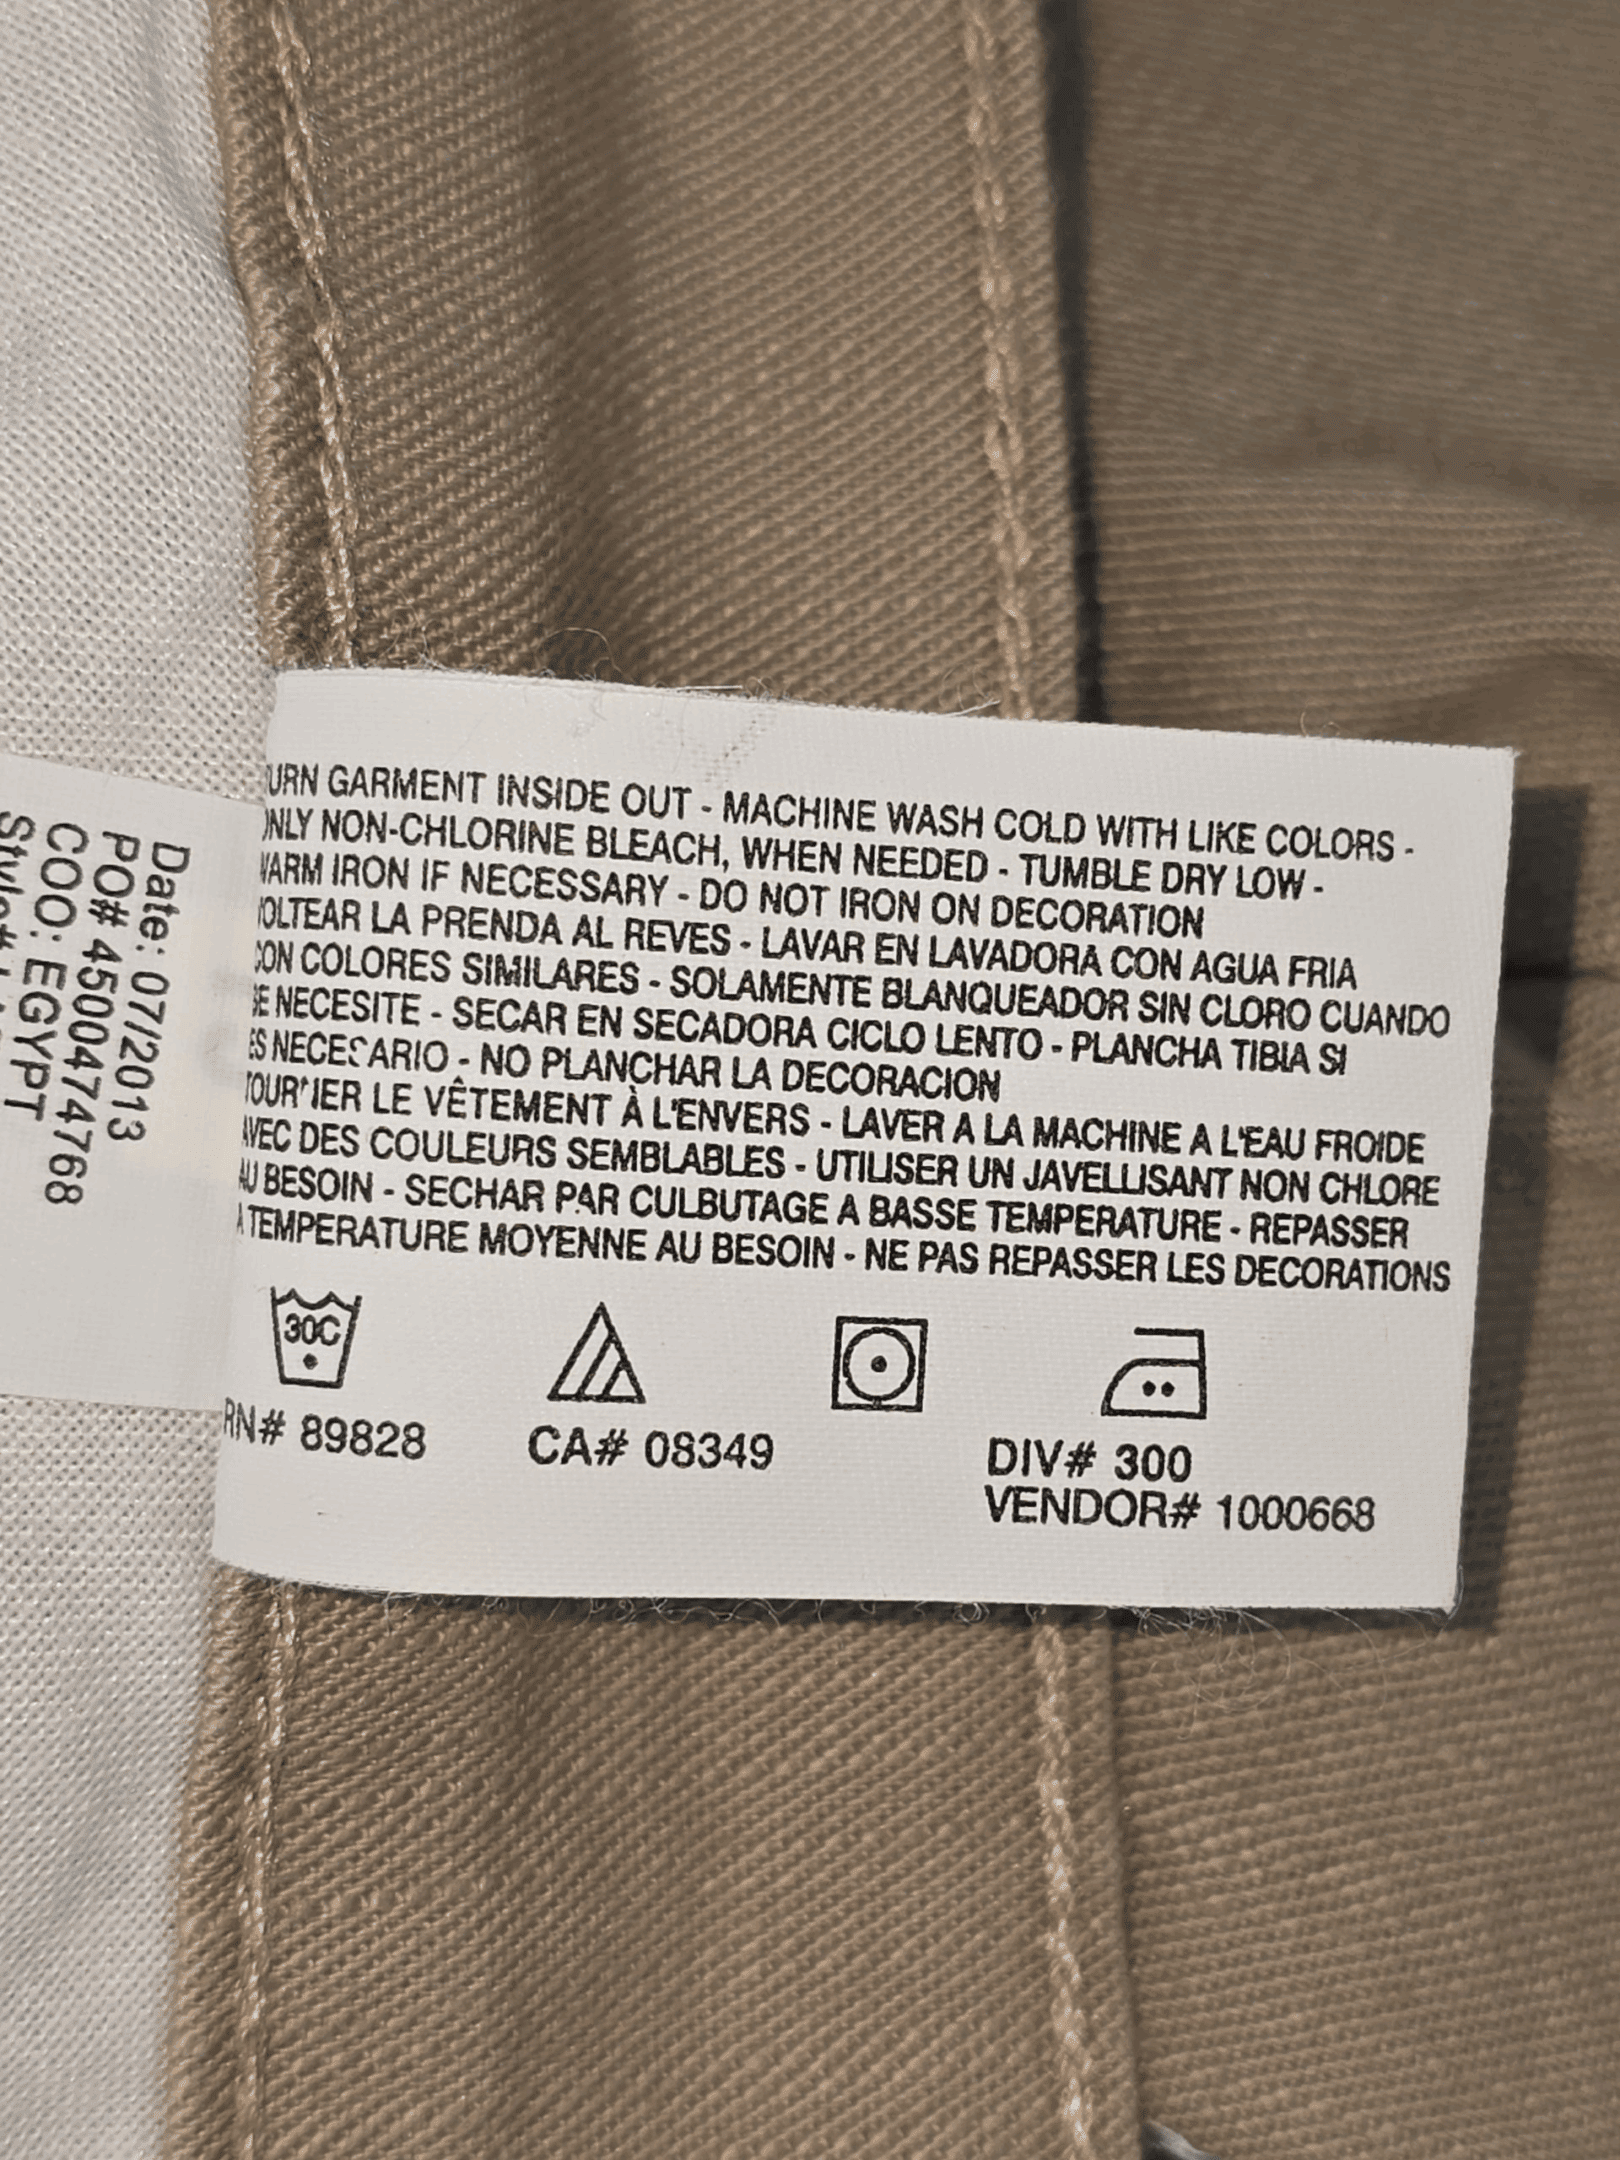 URN GARMENT INSIDE OUT - MACHINE WASH COLD WITH LIKE COLORS -
ONLY NON-CHLORINE BLEACH, WHEN NEEDED - TUMBLE DRY LOW -
WARM IRON IF NECESSARY - DO NOT IRON ON DECORATION
VOLTEAR LA PRENDA AL REVES - LAVAR EN LAVADORA CON AGUA FRIA
CON COLORES SIMILARES - SOLAMENTE BLANQUEADOR SIN CLORO CUANDO
SE NECESITE - SECAR EN SECADORA CICLO LENTO - PLANCHA TIBIA SI
ES NECESARIO - NO PLANCHAR LA DECORACION
TOURNER LE VÊTEMENT À L'ENVERS - LAVER A LA MACHINE A L'EAU FROIDE
AVEC DES COULEURS SEMBLABLES - UTILISER UN JAVELLISANT NON CHLORE
AU BESOIN - SECHAR PAR CULBUTAGE A BASSE TEMPERATURE - REPASSER
A TEMPERATURE MOYENNE AU BESOIN - NE PAS REPASSER LES DECORATIONS
30C
RN# 89828 CA# 08349 DIV# 300
VENDOR# 1000668
Date: 07/2013
PO# 4500474768
COO: EGYPT
Style#